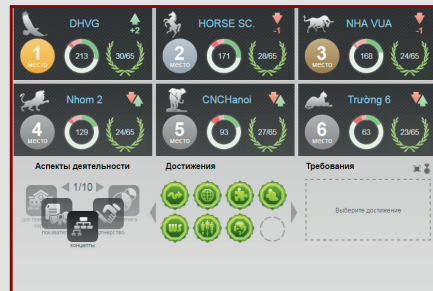 DHVG
+2
HORSE SC.
-1
NHA VUA
-1
1
место
213
30/65
2
место
171
28/65
3
место
168
24/65
Nhom 2
CNCHanoi
Trường 6
4
место
129
24/65
5
место
93
27/65
6
место
63
23/65
Аспекты деятельности
Достижения
Требования
1/10
концепты
Выберите достижение